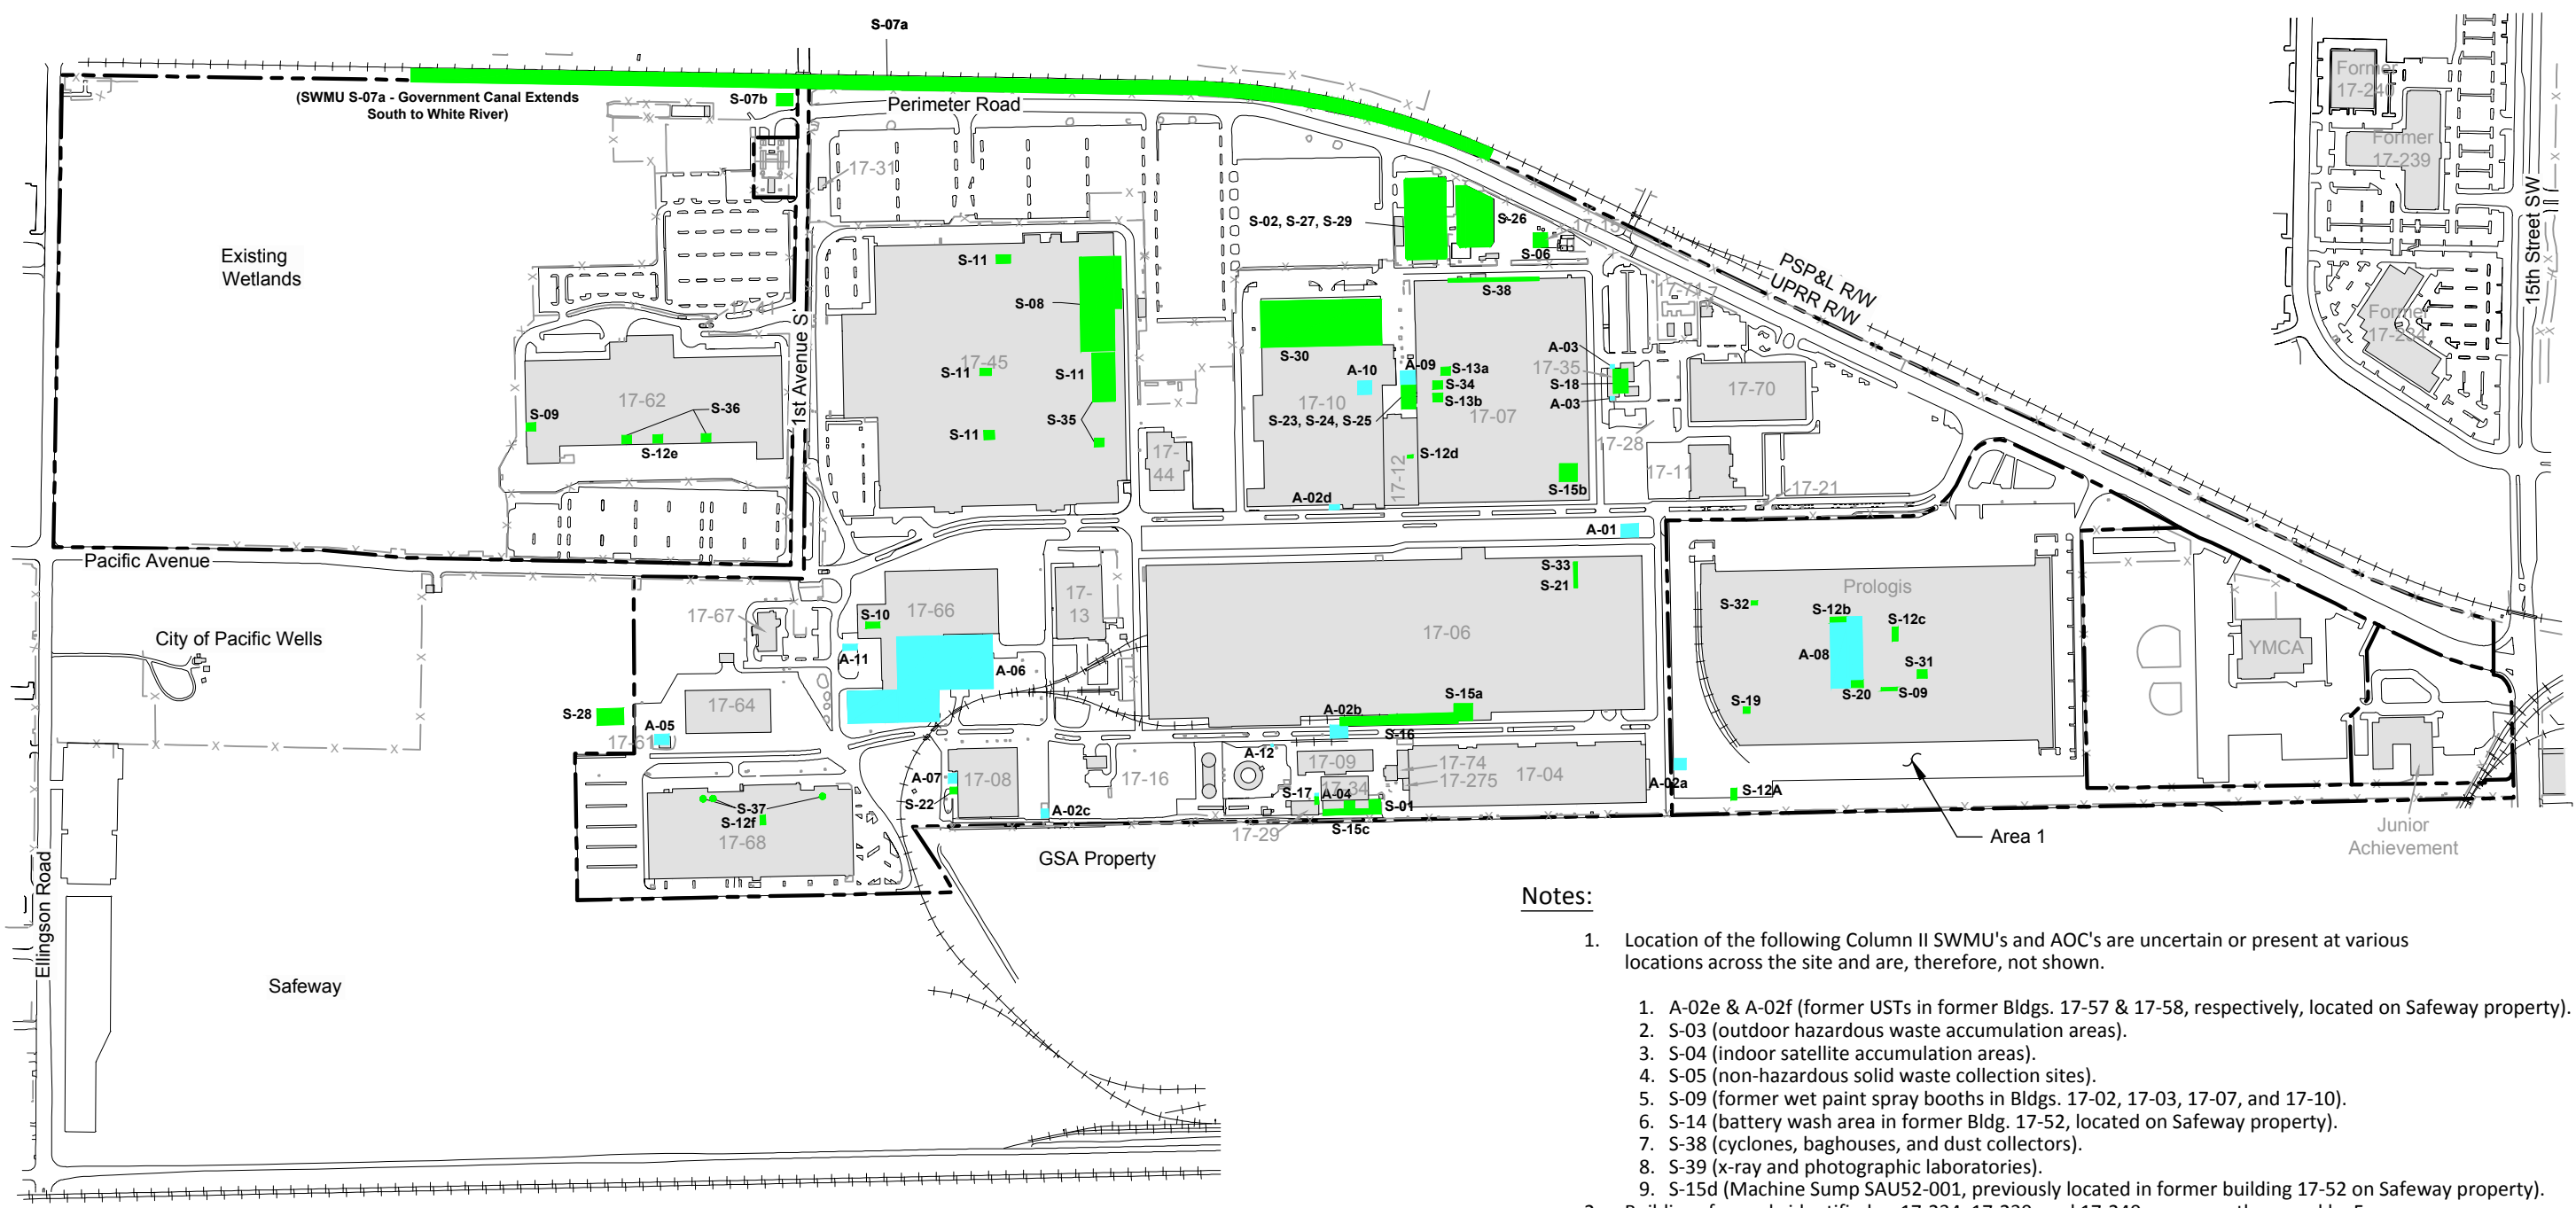 S-07a
(SWMU S-07a - Government Canal Extends
South to White River)
S-07b
Perimeter Road
17-31
Former
17-240
Former
17-239
Former
17-234
15th Street SW
PSP&L R/W
UPRR R/W
S-02, S-27, S-29
S-26
S-06
Existing
Wetlands
17-41
1st Avenue S
S-11
S-08
17-45
S-11
S-11
S-35
S-11
S-38
S-30
A-10
17-10
A-09
S-13a
S-34
S-13b
17-07
S-23, S-24, S-25
S-12d
17-12
S-15b
A-02d
A-03
17-35
S-18
A-03
17-28
17-70
17-11
17-21
17-44
17-62
S-09
S-36
S-12e
Pacific Avenue
City of Pacific Wells
Ellingson Road
Safeway
17-67
S-10
17-66
17-13
A-11
A-06
17-64
S-28
A-05
A-01
S-33
S-21
17-06
S-15a
A-02b
S-16
Prologis
S-32
S-12b
S-12c
A-08
S-31
S-20
S-09
S-19
YMCA
A-12
17-09
17-74
17-275
17-04
17-34
A-07
S-22
17-08
17-16
A-02c
S-17
A-04
S-01
17-29
S-15c
A-02a
S-12A
Area 1
Junior
Achievement
S-37
S-12f
17-68
GSA Property
Notes:
1. Location of the following Column II SWMU's and AOC's are uncertain or present at various
locations across the site and are, therefore, not shown.
1. A-02e & A-02f (former USTs in former Bldgs. 17-57 & 17-58, respectively, located on Safeway property).
2. S-03 (outdoor hazardous waste accumulation areas).
3. S-04 (indoor satellite accumulation areas).
4. S-05 (non-hazardous solid waste collection sites).
5. S-09 (former wet paint spray booths in Bldgs. 17-02, 17-03, 17-07, and 17-10).
6. S-14 (battery wash area in former Bldg. 17-52, located on Safeway property).
7. S-38 (cyclones, baghouses, and dust collectors).
8. S-39 (x-ray and photographic laboratories).
9. S-15d (Machine Sump SAU52-001, previously located in former building 17-52 on Safeway property).